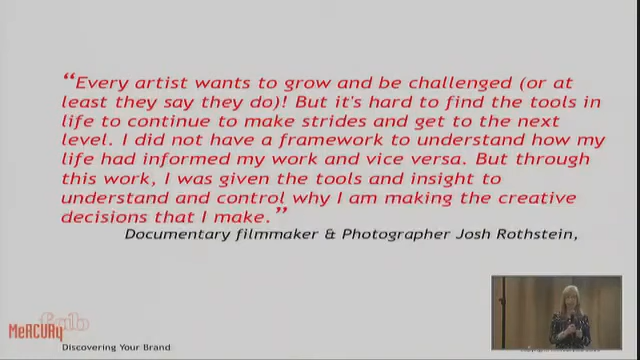 “Every artist wants to grow and be challenged (or at
least they say they do)! But it's hard to find the tools in
life to continue to make strides and get to the next
level. I did not have a framework to understand how my
life had informed my work and vice versa. But through
this work, I was given the tools and insight to
understand and control why I am making the creative
decisions that I make.”
Documentary filmmaker & Photographer Josh Rothstein,
MeRCURy
lab
Discovering Your Brand